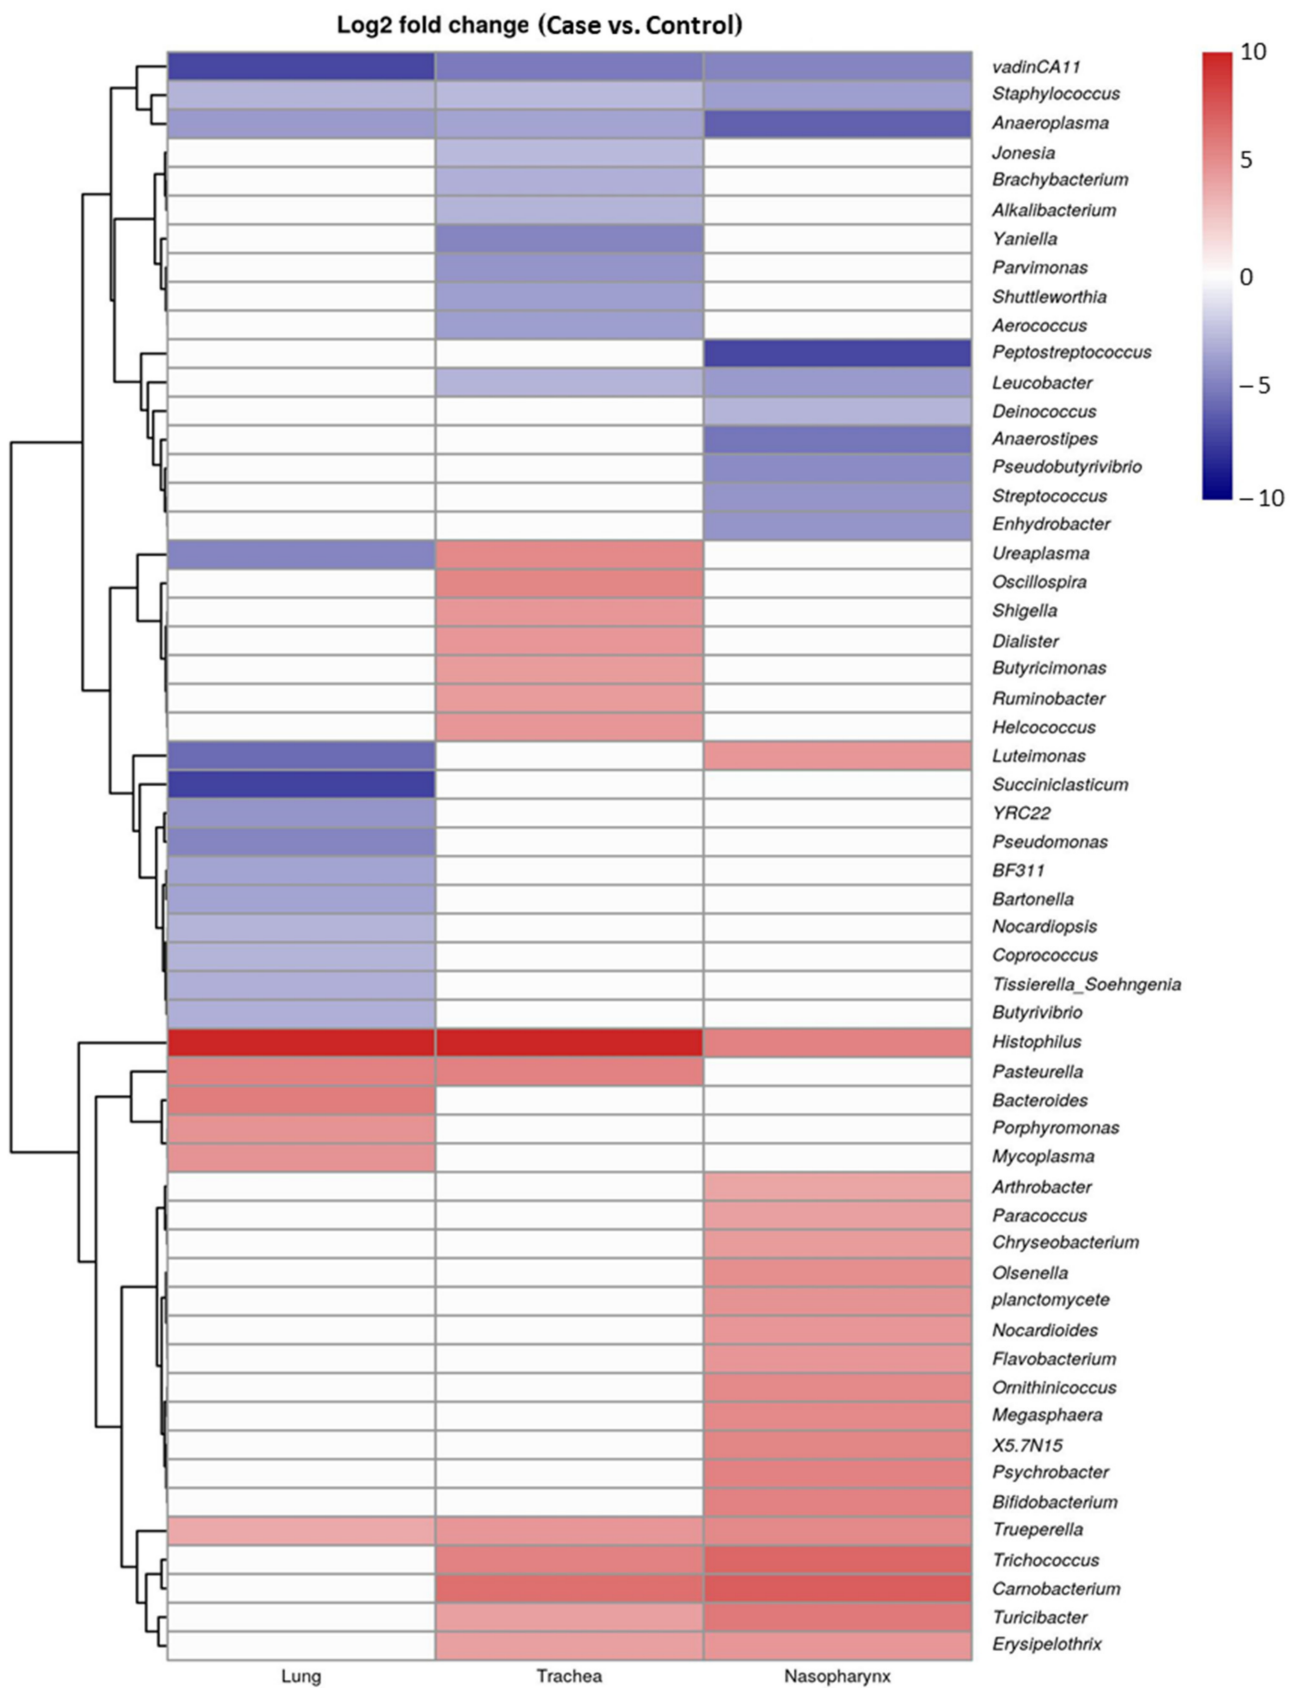 Log2 fold change (Case vs. Control)
vadinCA11
Staphylococcus
Anaeroplasma
Jonesia
Brachybacterium
Alkalibacterium
Yaniella
Parvimonas
Shuttleworthia
Aerococcus
Peptostreptococcus
Leucobacter
Deinococcus
Anaerostipes
Pseudobutyrivibrio
Streptococcus
Enhydrobacter
Ureaplasma
Oscillospira
Shigella
Dialister
Butyricimonas
Ruminobacter
Helcococcus
Luteimonas
Succiniclasticum
YRC22
Pseudomonas
BF311
Bartonella
Nocardiopsis
Coprococcus
Tissierella_Soehngenia
Butyrivibrio
Histophilus
Pasteurella
Bacteroides
Porphyromonas
Mycoplasma
Arthrobacter
Paracoccus
Chryseobacterium
Olsenella
planctomycete
Nocardioides
Flavobacterium
Ornithinicoccus
Megasphaera
X5.7N15
Psychrobacter
Bifidobacterium
Trueperella
Trichococcus
Carnobacterium
Turicibacter
Erysipelothrix
Lung Trachea Nasopharynx
10
5
0
−5
−10